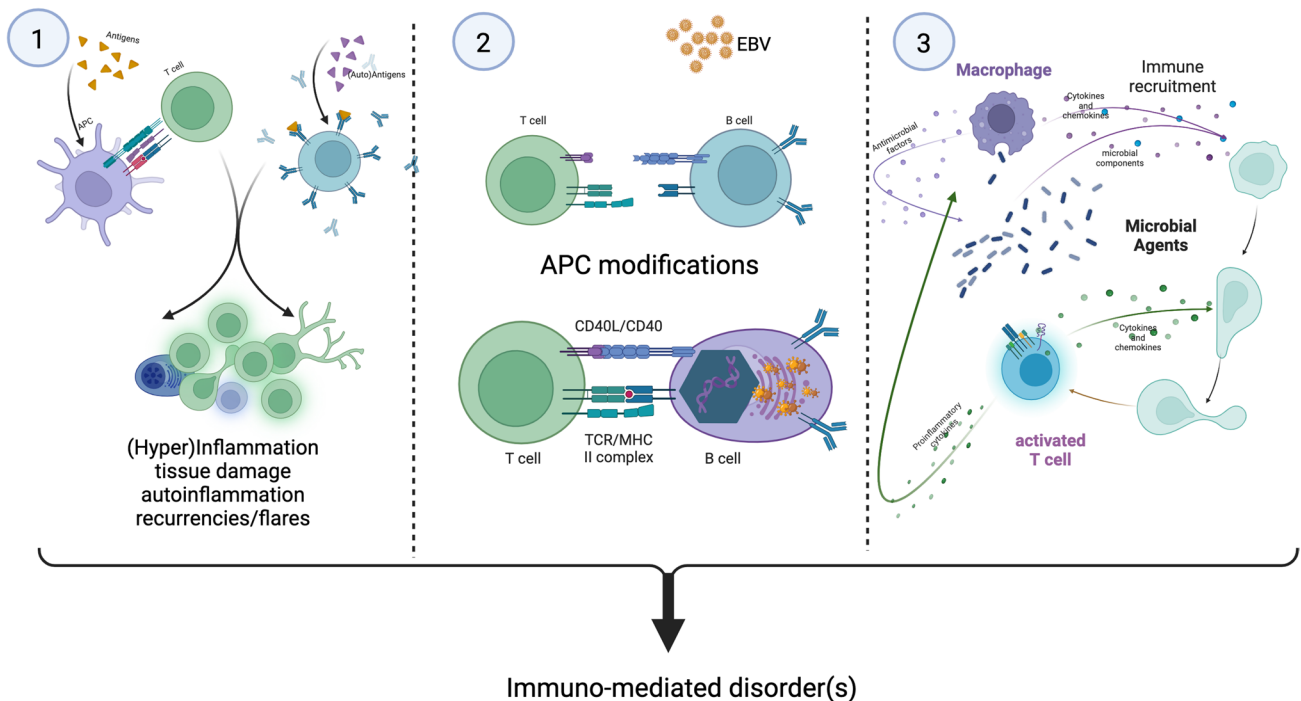 1
Antigens
T cell
APC
(Auto)Antigens
(Hyper)Inflammation
tissue damage
autoinflammation
recurrencies/flares
2
EBV
T cell
B cell
APC modifications
CD40L/CD40
TCR/MHC
II complex
T cell
B cell
3
Macrophage
Immune
recruitment
Cytokines
and
chemokines
Antimicrobial
factors
microbial
components
Microbial
Agents
Cytokines
and
chemokines
Proinflammatory
cytokines
activated
T cell
Immuno-mediated disorder(s)